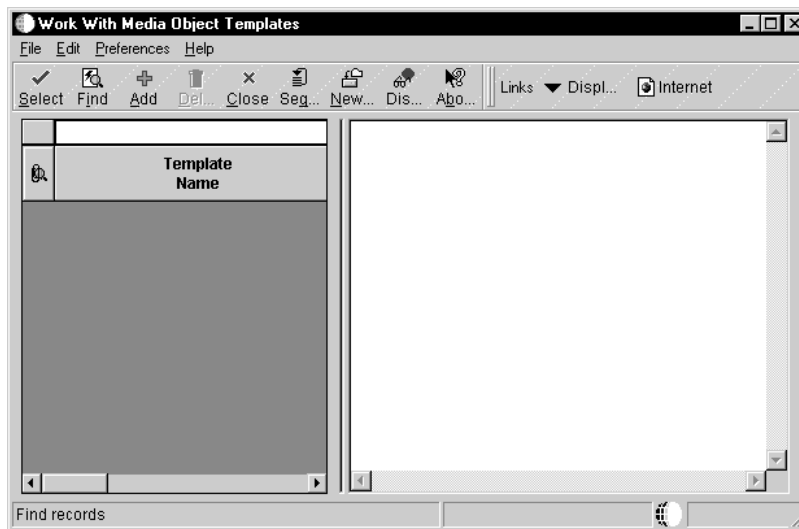 Work With Media Object Templates
File Edit Preferences Help
Select Find Add Del... Close Seq... New... Dis... Abo... Links Displ... Internet
Template
Name
Find records